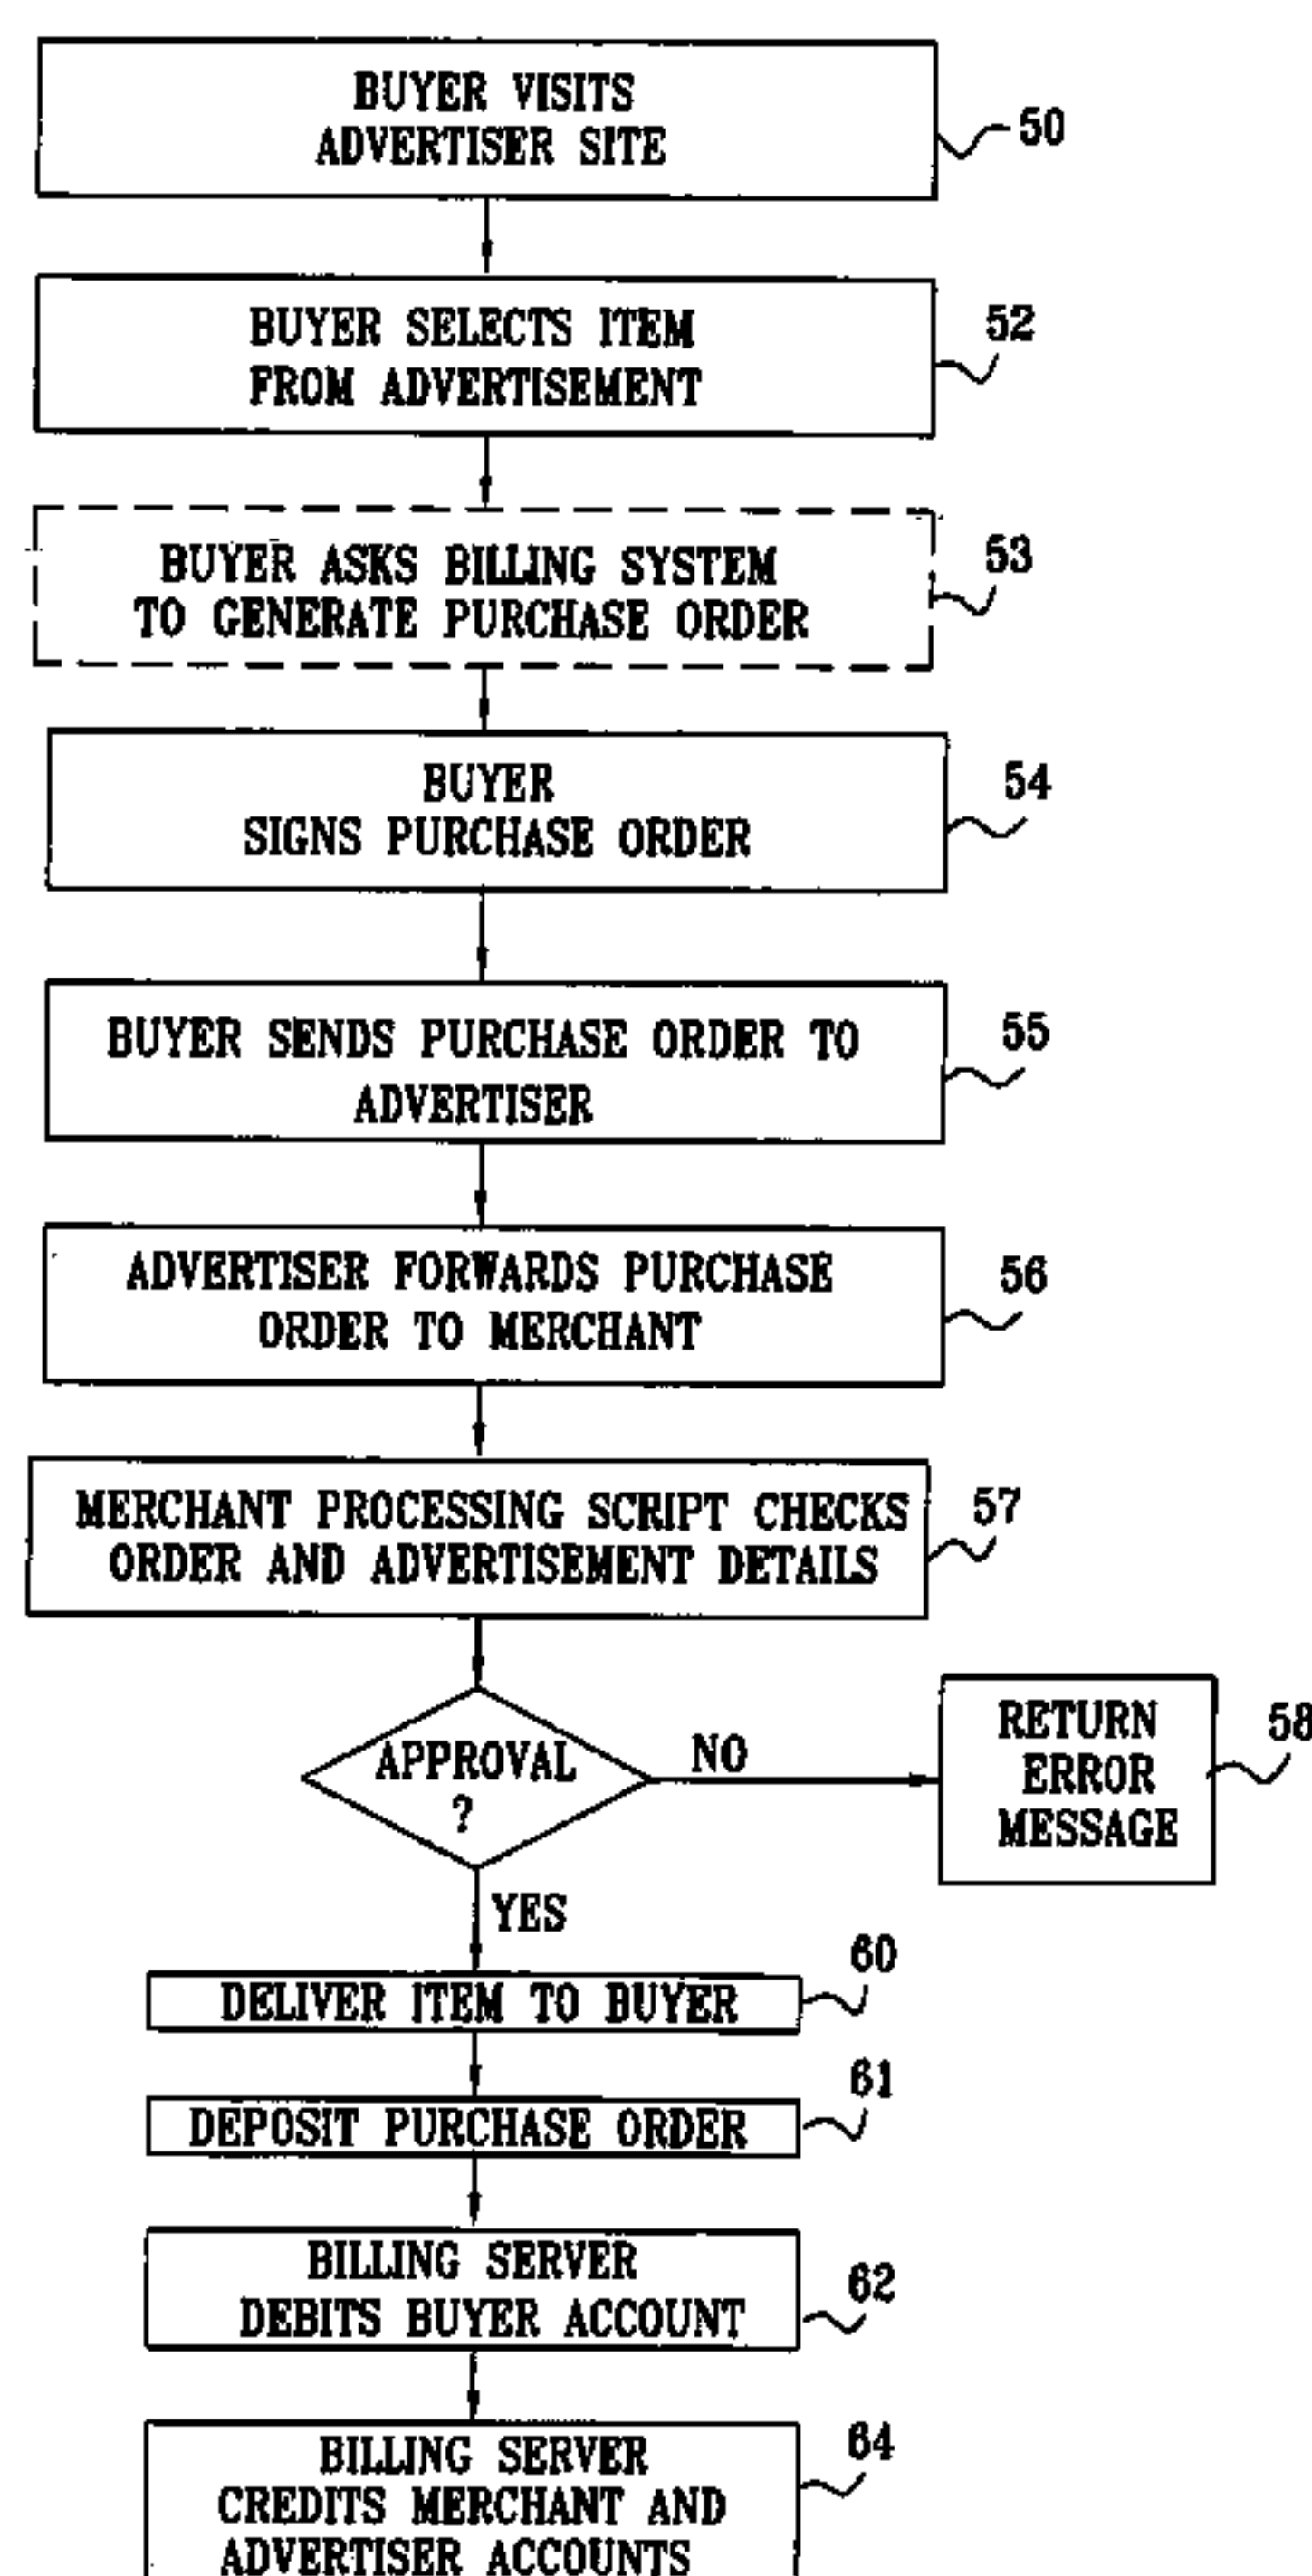 BUYER VISITS
ADVERTISER SITE
50
BUYER SELECTS ITEM
FROM ADVERTISEMENT
52
BUYER ASKS BILLING SYSTEM
TO GENERATE PURCHASE ORDER
53
BUYER
SIGNS PURCHASE ORDER
54
BUYER SENDS PURCHASE ORDER TO
ADVERTISER
55
ADVERTISER FORWARDS PURCHASE
ORDER TO MERCHANT
56
MERCHANT PROCESSING SCRIPT CHECKS
ORDER AND ADVERTISEMENT DETAILS
57
APPROVAL
?
NO
RETURN
ERROR
MESSAGE
58
YES
DELIVER ITEM TO BUYER
60
DEPOSIT PURCHASE ORDER
61
BILLING SERVER
DEBITS BUYER ACCOUNT
62
BILLING SERVER
CREDITS MERCHANT AND
ADVERTISER ACCOUNTS
64